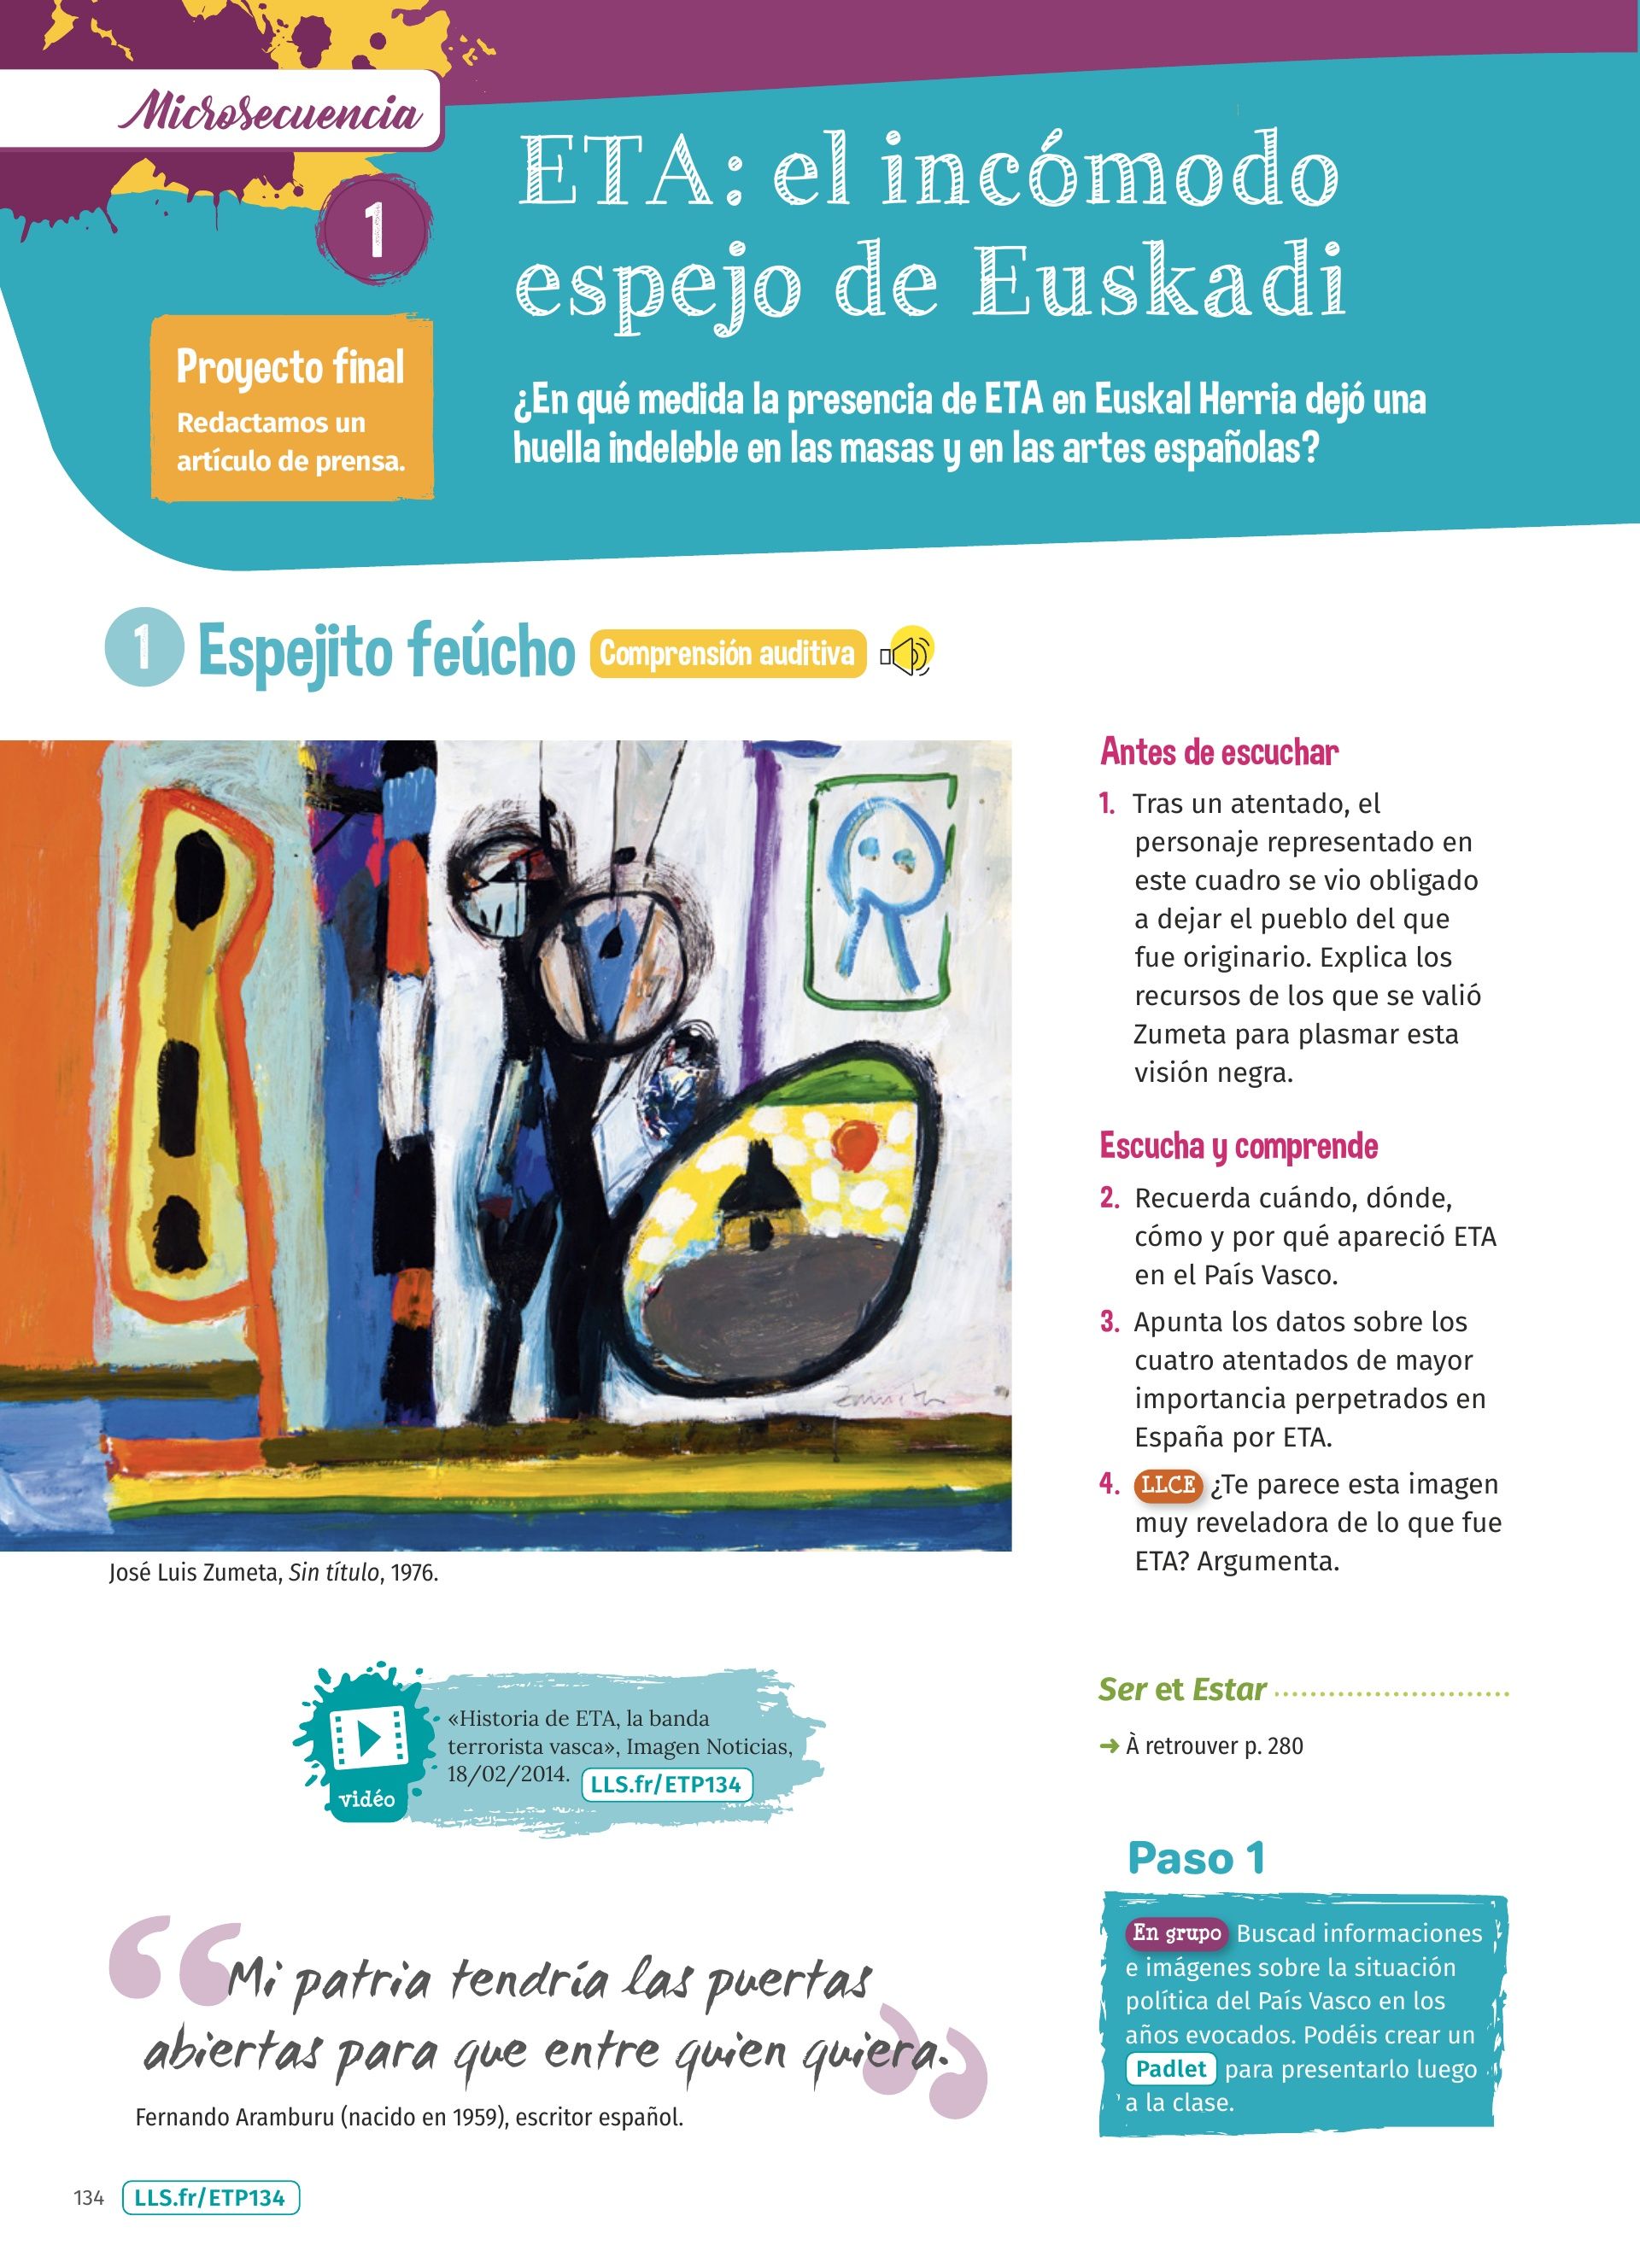 Microsecuencia
1
ETA: el incómodo
espejo de Euskadi
Proyecto final
Redactamos un
artículo de prensa.
¿En qué medida la presencia de ETA en Euskal Herria dejó una
huella indeleble en las masas y en las artes españolas?
1 Espejito feúcho Comprensión auditiva
Antes de escuchar
1. Tras un atentado, el
personaje representado en
este cuadro se vio obligado
a dejar el pueblo del que
fue originario. Explica los
recursos de los que se valió
Zumeta para plasmar esta
visión negra.
Escucha y comprende
2. Recuerda cuándo, dónde,
cómo y por qué apareció ETA
en el País Vasco.
3. Apunta los datos sobre los
cuatro atentados de mayor
importancia perpetrados en
España por ETA.
4. LLCE ¿Te parece esta imagen
muy reveladora de lo que fue
ETA? Argumenta.
José Luis Zumeta, Sin título, 1976.
vidéo
«Historia de ETA, la banda
terrorista vasca», Imagen Noticias,
18/02/2014. LLS.fr/ETP134
Ser et Estar
➜ À retrouver p. 280
Paso 1
En grupo Buscad informaciones
e imágenes sobre la situación
política del País Vasco en los
años evocados. Podéis crear un
Padlet para presentarlo luego
a la clase.
“Mi patria tendría las puertas
abiertas para que entre quien quiera.”
Fernando Aramburu (nacido en 1959), escritor español.
134 LLS.fr/ETP134